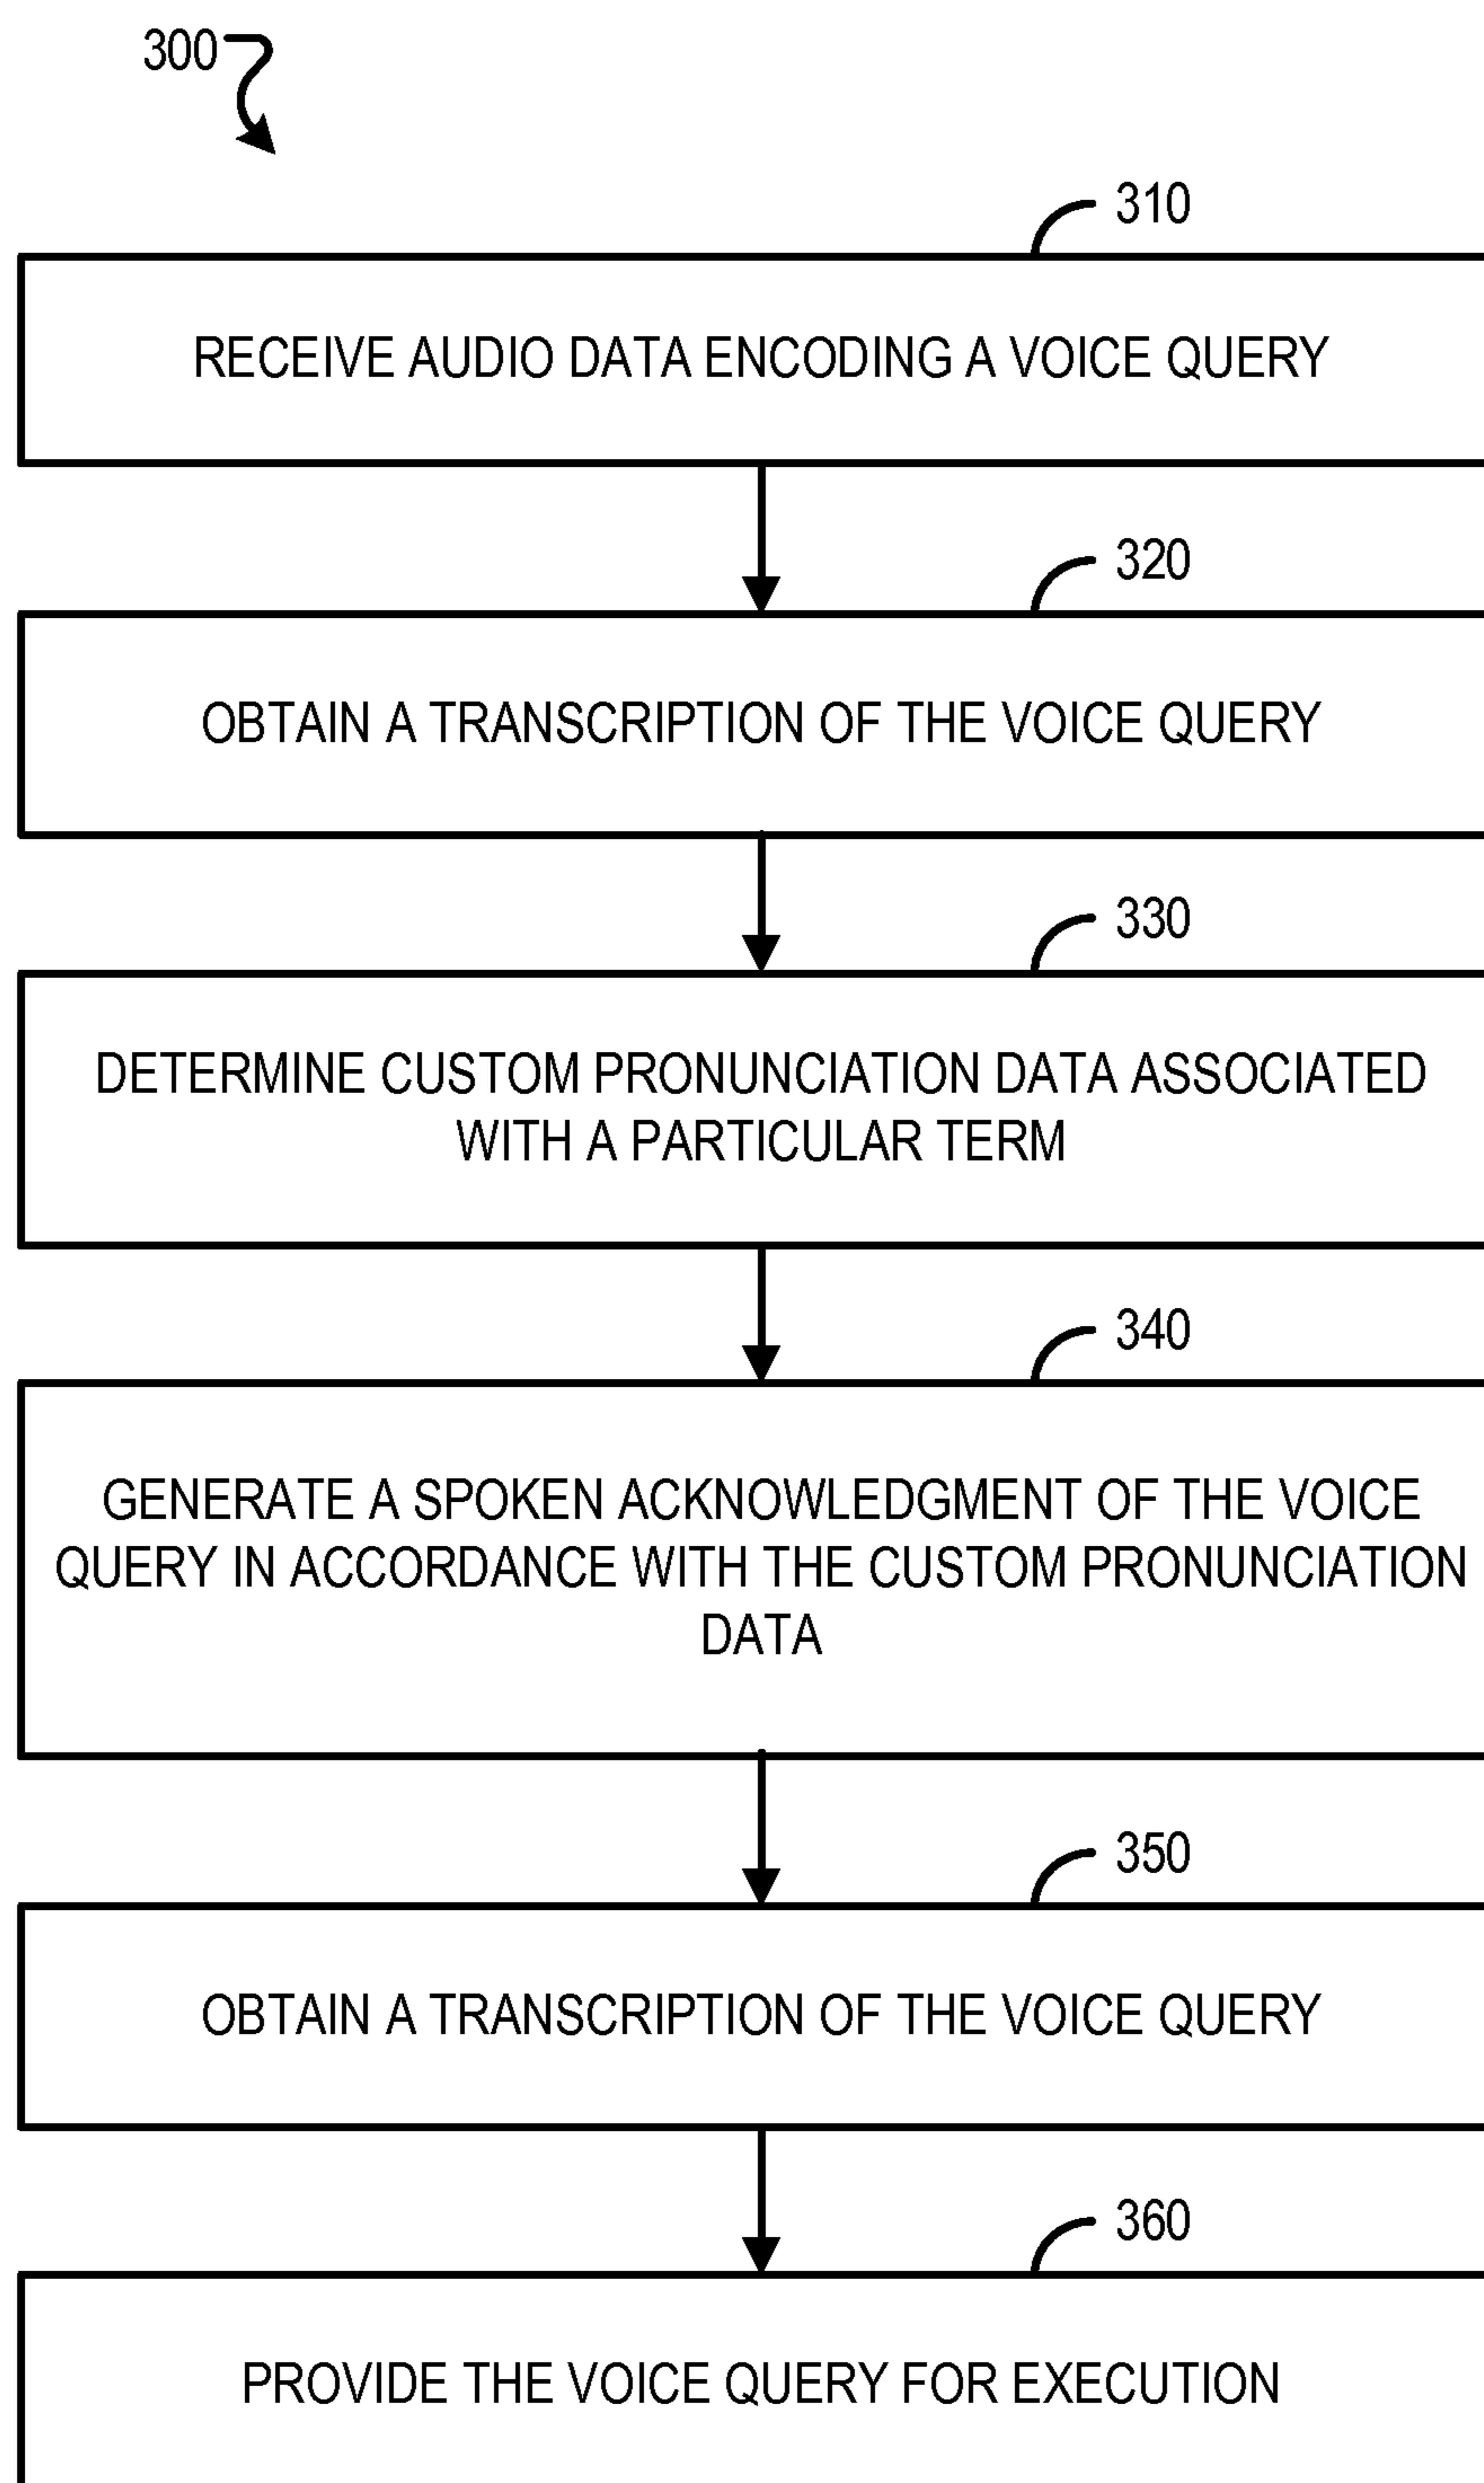 300
310
RECEIVE AUDIO DATA ENCODING A VOICE QUERY
320
OBTAIN A TRANSCRIPTION OF THE VOICE QUERY
330
DETERMINE CUSTOM PRONUNCIATION DATA ASSOCIATED
WITH A PARTICULAR TERM
340
GENERATE A SPOKEN ACKNOWLEDGMENT OF THE VOICE
QUERY IN ACCORDANCE WITH THE CUSTOM PRONUNCIATION
DATA
350
OBTAIN A TRANSCRIPTION OF THE VOICE QUERY
360
PROVIDE THE VOICE QUERY FOR EXECUTION